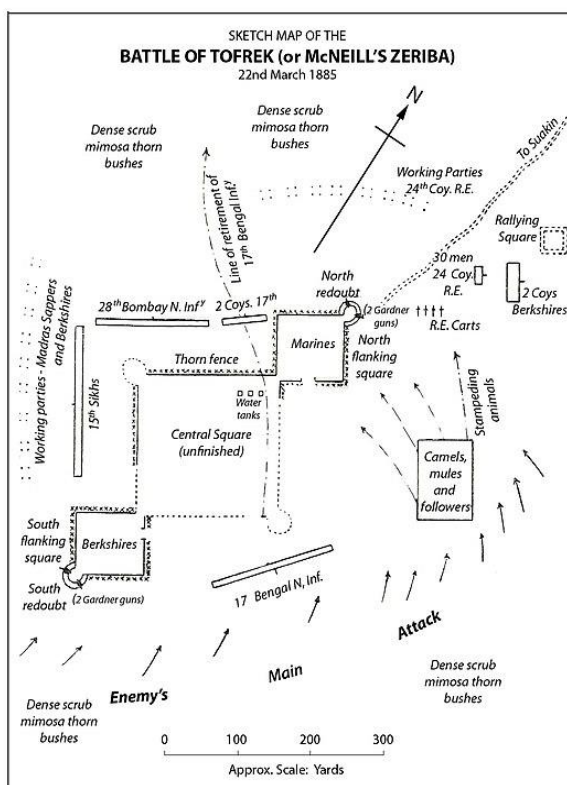 SKETCH MAP OF THE
BATTLE OF TOFREK (or McNEILL'S ZERIBA)
22nd March 1885
Dense scrub
mimosa thorn
bushes
Dense scrub
mimosa thorn
bushes
N
To Suakin
Working Parties
24th Coy. R.E.
Rallying
Square
Line of retirement of
17th Bengal Inf.y
30 men
24 Coy.
R.E.
2 Coys
Berkshires
North
redoubt
(2 Gardner
guns)
R.E. Carts
28th Bombay N. Inf.y
2 Coys. 17th
Marines
North
flanking
square
Working parties - Madras Sappers
and Berkshires
15th Sikhs
Thorn fence
Water
tanks
Central Square
(unfinished)
Stampeding
animals
Camels,
mules
and
followers
South
flanking
square
Berkshires
South
redoubt
(2 Gardner guns)
17 Bengal N, Inf.
Enemy's
Main
Attack
Dense scrub
mimosa thorn
bushes
Dense scrub
mimosa thorn
bushes
0 100 200 300
Approx. Scale: Yards